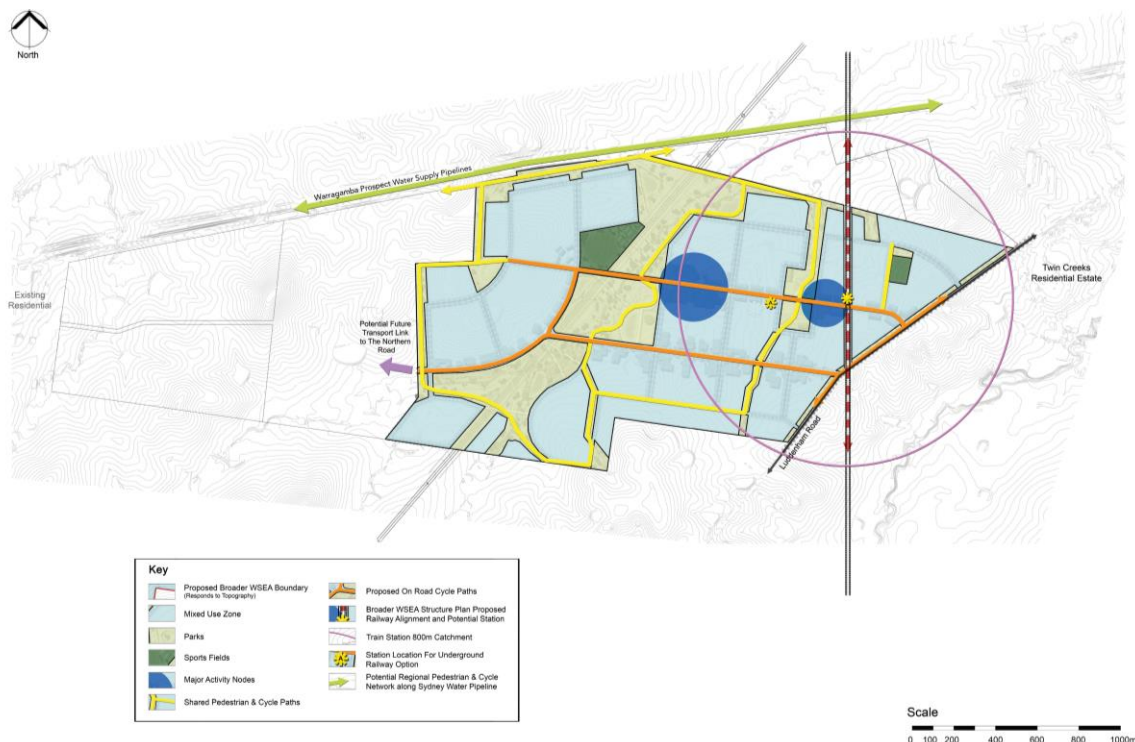 North
Warragamba Prospect Water Supply Pipelines
Twin Creeks
Residential Estate
Existing
Residential
Potential Future
Transport Link
to The Northern
Road
Luddenham Road
Key
Proposed Broader WSEA Boundary
(Responds to Topography)
Mixed Use Zone
Parks
Sports Fields
Major Activity Nodes
Shared Pedestrian & Cycle Paths
Proposed On Road Cycle Paths
Broader WSEA Structure Plan Proposed
Railway Alignment and Potential Station
Train Station 800m Catchment
Station Location For Underground
Railway Option
Potential Regional Pedestrian & Cycle
Network along Sydney Water Pipeline
Scale
0 100 200 400 600 800 1000m